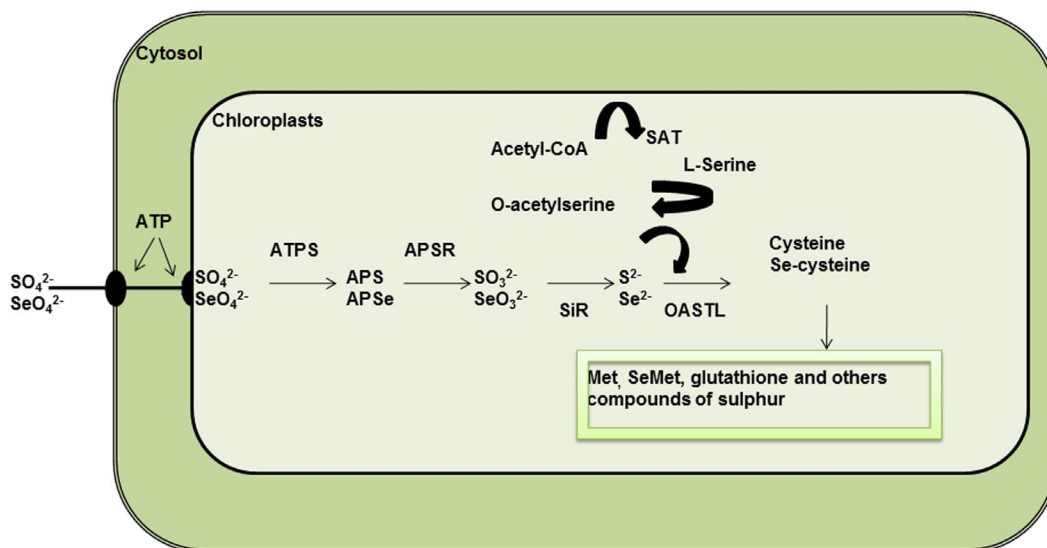 Cytosol
Chloroplasts
Acetyl-CoA
SAT
L-Serine
O-acetylserine
ATP
ATPS
APSR
Cysteine
Se-cysteine
SO₄²⁻
SeO₄²⁻
SO₄²⁻
SeO₄²⁻
APS
APSe
SO₃²⁻
SeO₃²⁻
SiR
S²⁻
Se²⁻
OASTL
Met, SeMet, glutathione and others
compounds of sulphur